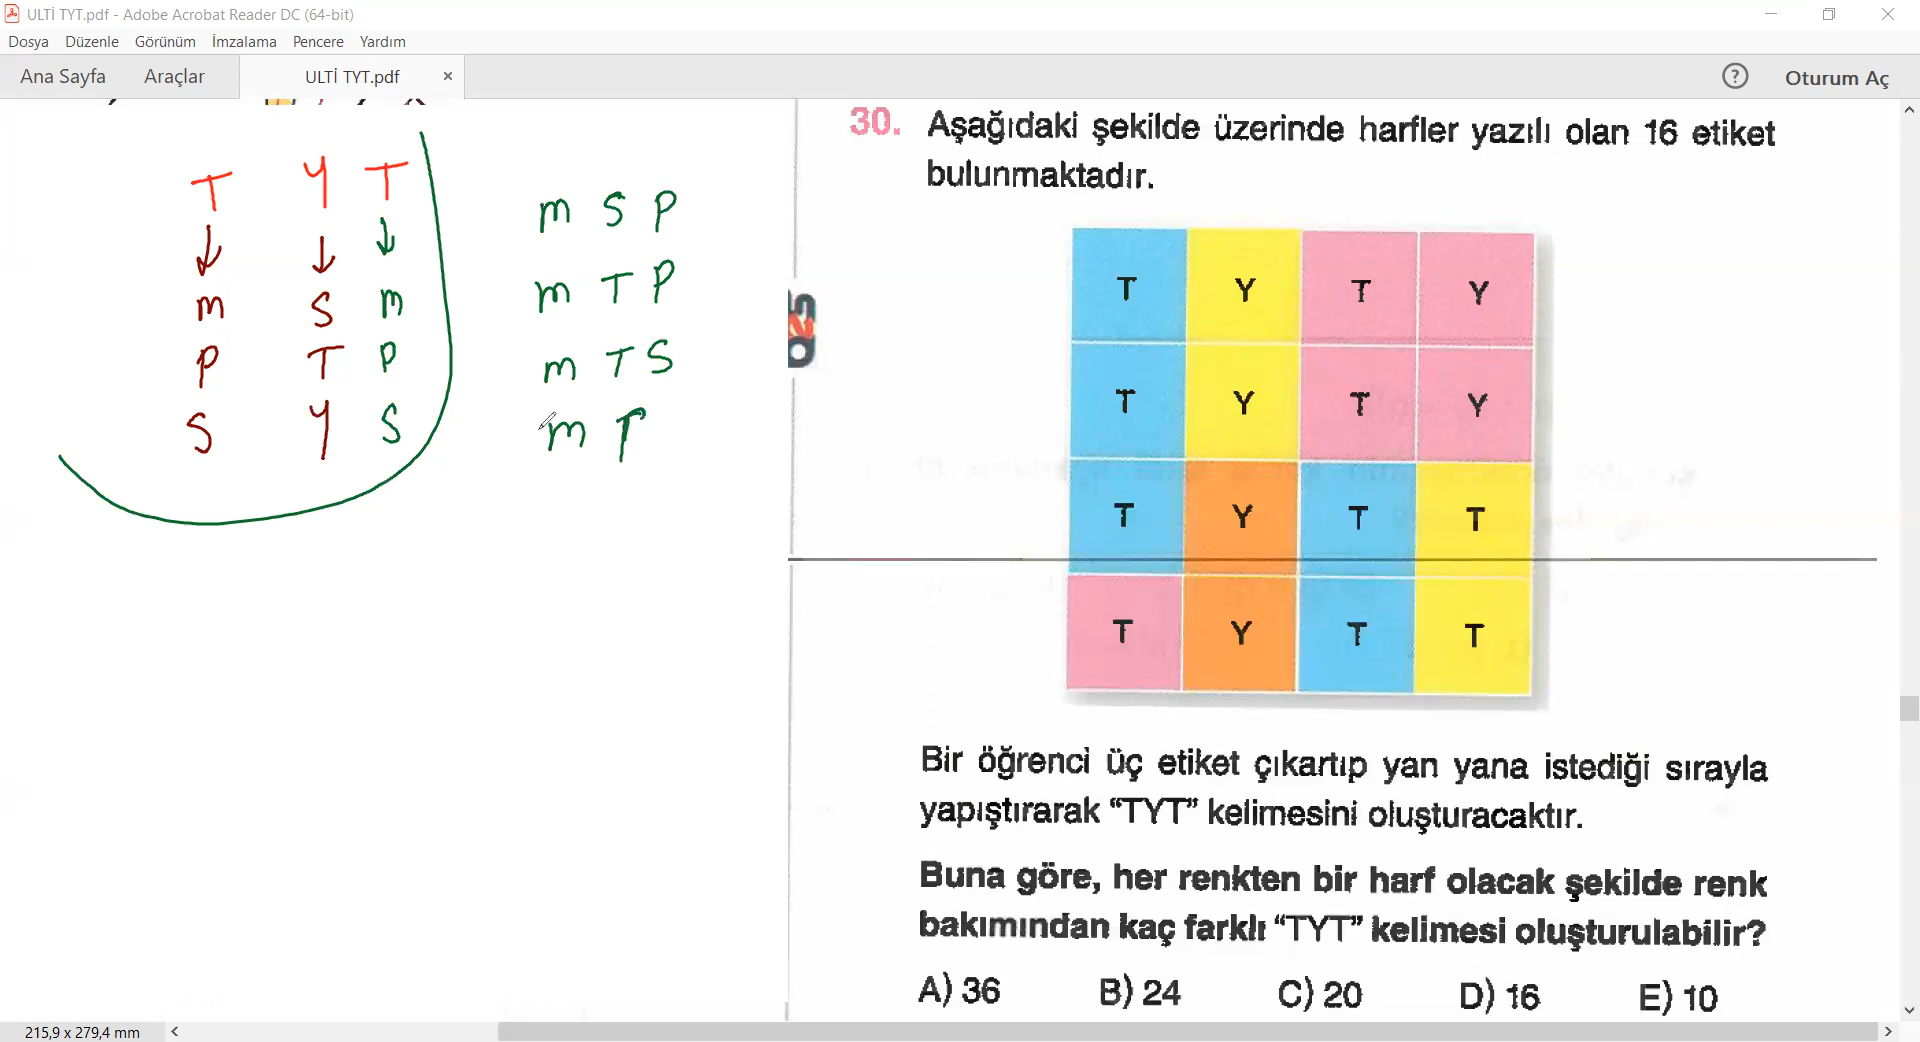 ULTİ TYT.pdf - Adobe Acrobat Reader DC (64-bit)
Dosya Düzenle Görünüm İmzalama Pencere Yardım
Ana Sayfa Araçlar ULTİ TYT.pdf × ? Oturum Aç
T Y T
m S m
P T P
S Y S
m S P
m T P
m T S
m T
30. Aşağıdaki şekilde üzerinde harfler yazılı olan 16 etiket
bulunmaktadır.
T Y T Y
T Y T Y
T Y T T
T Y T T
Bir öğrenci üç etiket çıkartıp yan yana istediği sırayla
yapıştırarak “TYT” kelimesini oluşturacaktır.
Buna göre, her renkten bir harf olacak şekilde renk
bakımından kaç farklı “TYT” kelimesi oluşturulabilir?
A) 36 B) 24 C) 20 D) 16 E) 10
215,9 x 279,4 mm